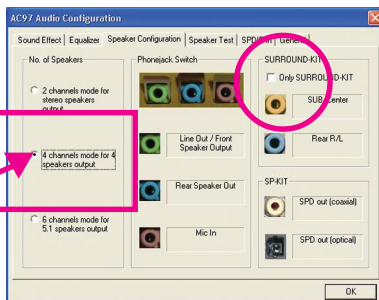 AC97 Audio Configuration
Sound Effect
Equalizer
Speaker Configuration
Speaker Test
General
No. of Speakers
2 channels mode for
stereo speakers
output
4 channels mode for 4
speakers output
6 channels mode for
5.1 speakers output
Phonejack Switch
Line Out / Front
Speaker Output
Rear Speaker Out
Mic In
SURROUND-KIT
Only SURROUND-KIT
Rear R/L
SP-KIT
SPD out (coaxial)
SPD out (optical)
OK